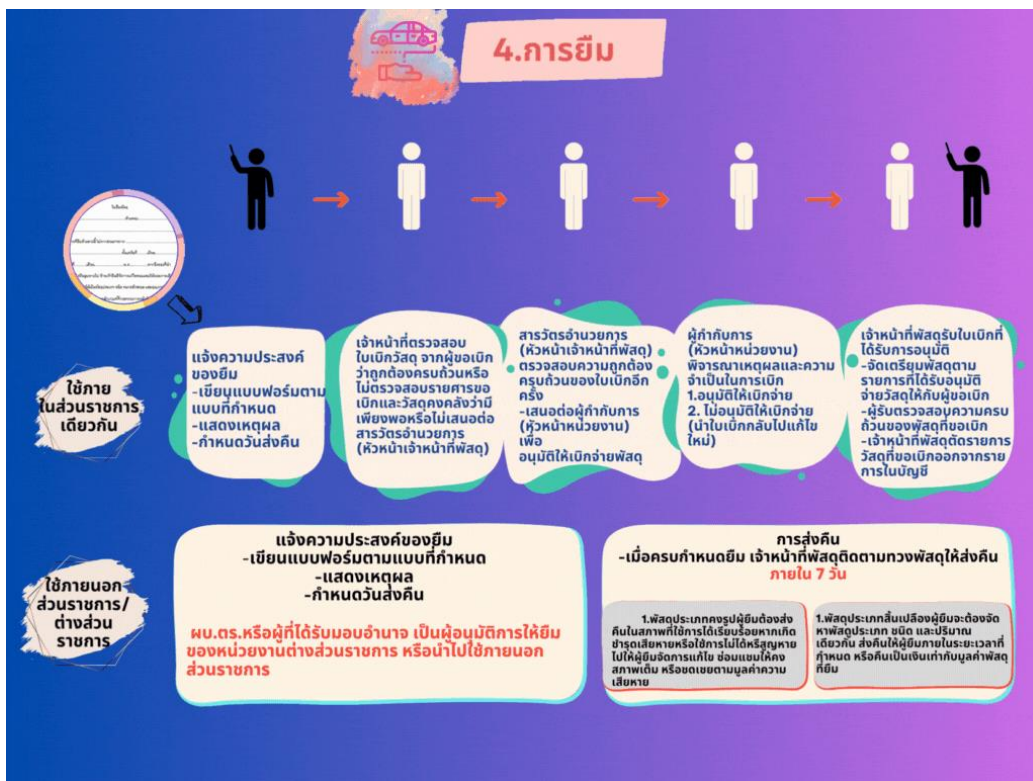 4.การยืม
ใช้ภาย
ในส่วนราชการ
เดียวกัน
แจ้งความประสงค์
ของยืม
-เขียนแบบฟอร์มตาม
แบบที่กำหนด
-แสดงเหตุผล
-กำหนดวันส่งคืน
เจ้าหน้าที่ตรวจสอบ
ใบเบิกวัสดุ จากผู้ขอเบิก
ว่าถูกต้องครบถ้วนหรือ
ไม่ตรวจสอบรายศารขอ
เบิกและวัสดุคงคลังว่ามี
เพียงพอหรือไม่เสนอต่อ
สารวัตรอำนวยการ
(หัวหน้าเจ้าหน้าที่พัสดุ)
สารวัตรอำนวยการ
(หัวหน้าเจ้าหน้าที่พัสดุ)
ตรวจสอบความถูกต้อง
ครบถ้วนของใบเบิกอีก
ครั้ง
-เสนอต่อผู้กำกับการ
(หัวหน้าหน่วยงาน)
เพื่อ
อนุมัติให้เบิกจ่ายพัสดุ
ผู้กำกับการ
(หัวหน้าหน่วยงาน)
พิจารณาเหตุผลและความ
จำเป็นในการเบิก
1.อนุมัติให้เบิกจ่าย
2. ไม่อนุมัติให้เบิกจ่าย
(นำใบเบิกกลับไปแก้ไข
ใหม่)
เจ้าหน้าที่พัสดุรับใบเบิกที่
ได้รับการอนุมัติ
-จัดเตรียมพัสดุตาม
รายการที่ได้รับอนุมัติ
จ่ายวัสดุให้กับผู้ขอเบิก
-ผู้รับตรวจสอบความครบ
ถ้วนของพัสดุที่ขอเบิก
-เจ้าหน้าที่พัสดุตัดรายการ
วัสดุที่ขอเบิกออกจากราย
การในบัญชี
ใช้ภายนอก
ส่วนราชการ/
ต่างส่วน
ราชการ
แจ้งความประสงค์ของยืม
-เขียนแบบฟอร์มตามแบบที่กำหนด
-แสดงเหตุผล
-กำหนดวันส่งคืน
ผบ.ตร.หรือผู้ที่ได้รับมอบอำนาจ เป็นผู้อนุมัติการให้ยืม
ของหน่วยงานต่างส่วนราชการ หรือนำไปใช้ภายนอก
ส่วนราชการ
การส่งคืน
-เมื่อครบกำหนดยืม เจ้าหน้าที่พัสดุติดตามทวงพัสดุให้ส่งคืน
ภายใน 7 วัน
1.พัสดุประเภทคงรูปผู้ยืมต้องส่ง
คืนในสภาพที่ใช้การได้เรียบร้อยหากเกิด
ชำรุดเสียหายหรือใช้การไม่ได้หรือสูญหาย
ไปให้ผู้ยืมจัดการแก้ไข ซ่อมแซมให้คง
สภาพเดิม หรือชดเชยตามมูลค่าความ
เสียหาย
1.พัสดุประเภทสิ้นเปลืองผู้ยืมจะต้องจัด
หาพัสดุประเภท ชนิด และปริมาณ
เดียวกัน ส่งคืนให้ผู้ยืมภายในระยะเวลาที่
กำหนด หรือคืนเป็นเงินเท่ากับมูลค่าพัสดุ
ที่ยืม